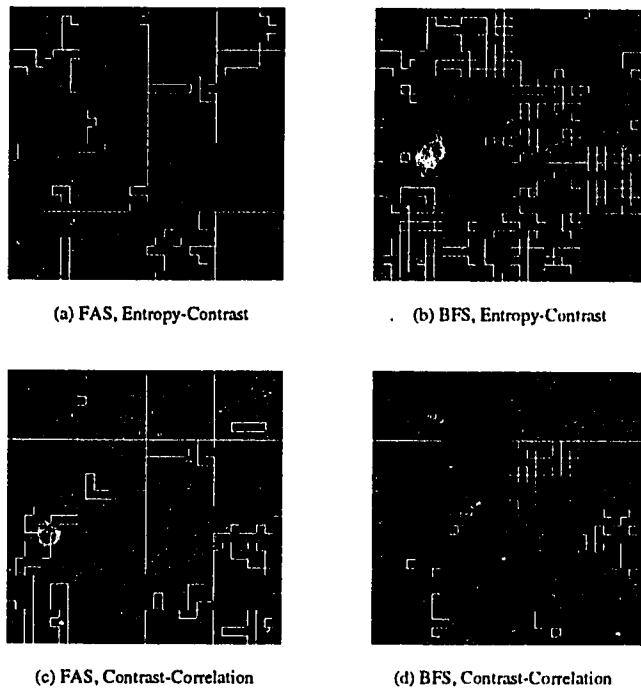 (a) FAS, Entropy-Contrast
(b) BFS, Entropy-Contrast
(c) FAS, Contrast-Correlation
(d) BFS, Contrast-Correlation